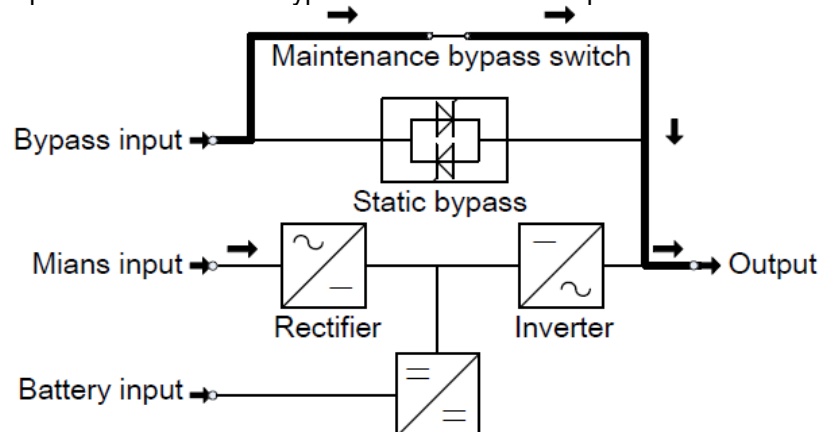 Maintenance bypass switch
Bypass input
Static bypass
Mians input
Output
Rectifier
Inverter
Battery input